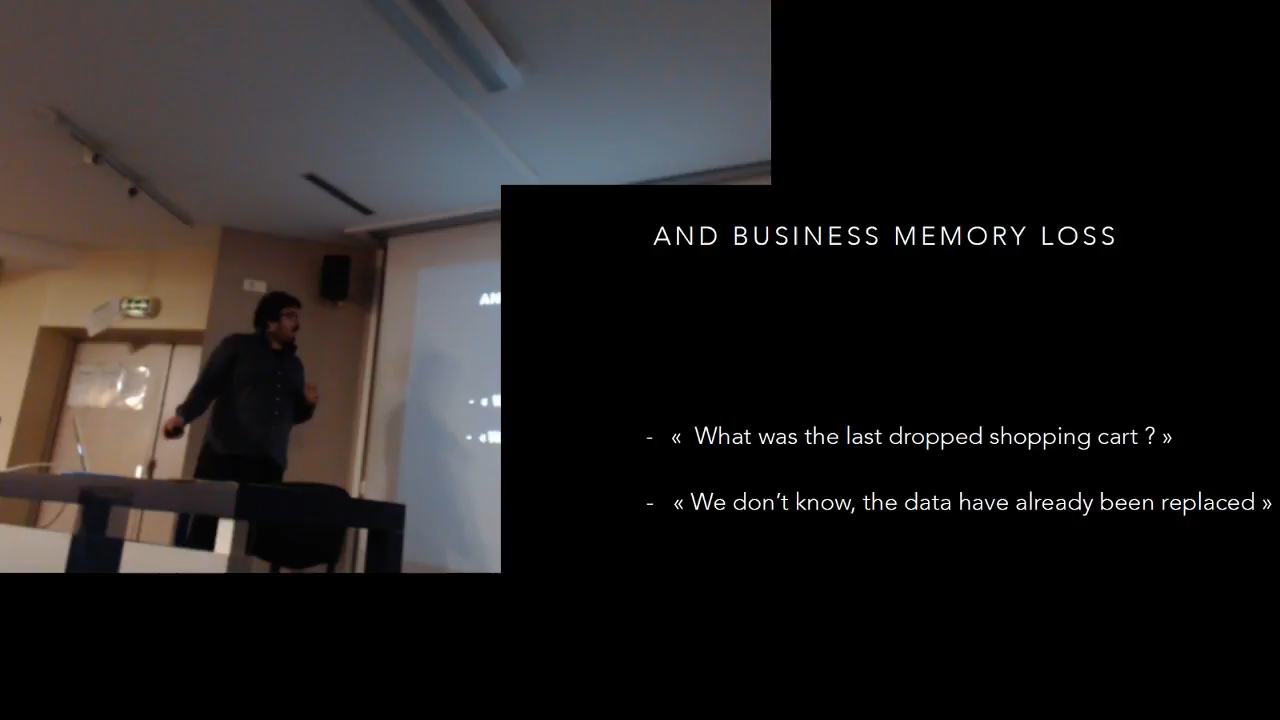 AND BUSINESS MEMORY LOSS
- « What was the last dropped shopping cart ? »
- « We don’t know, the data have already been replaced »